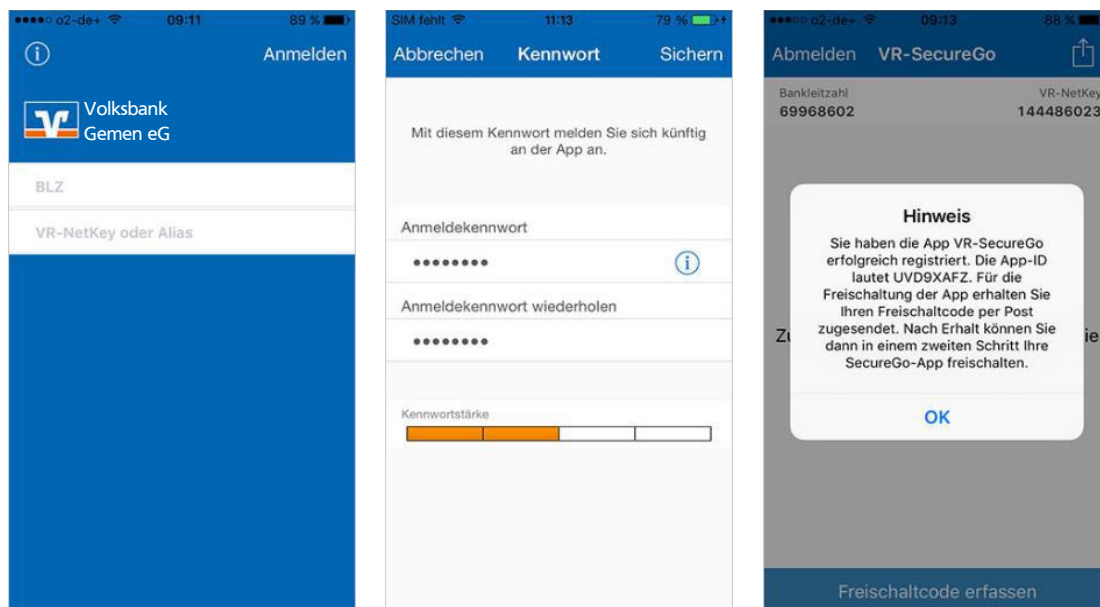 o2-de+ 09:11 89 %
Anmelden
Volksbank
Gemen eG
BLZ
VR-NetKey oder Alias
SIM fehlt 11:13 79 %
Abbrechen Kennwort Sichern
Mit diesem Kennwort melden Sie sich künftig
an der App an.
Anmeldekennwort
Anmeldekennwort wiederholen
Kennwortstärke
o2-de+ 09:13 88 %
Abmelden VR-SecureGo
Bankleitzahl VR-NetKey
69968602 144486023
Hinweis
Sie haben die App VR-SecureGo
erfolgreich registriert. Die App-ID
lautet UVD9XAFZ. Für die
Freischaltung der App erhalten Sie
Ihren Freischaltcode per Post
zugesendet. Nach Erhalt können Sie
dann in einem zweiten Schritt Ihre
SecureGo-App freischalten.
OK
Freischaltcode erfassen